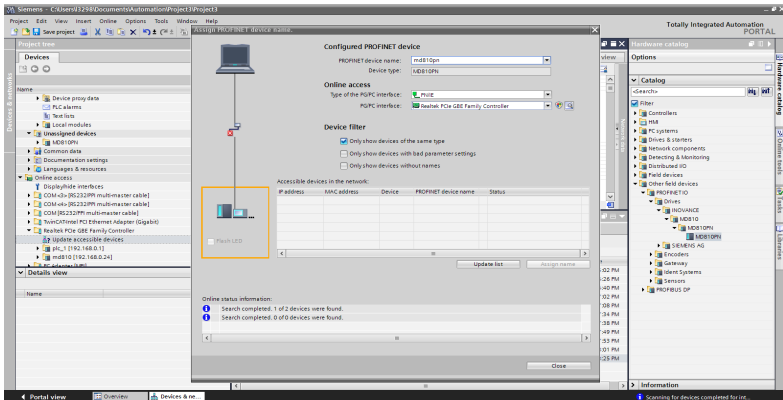 Siemens - C:\Users\I3298\Documents\Automation\Project3\Project3
Project Edit View Insert Online Options Tools Window Help
Save project
Totally Integrated Automation
PORTAL
Project tree
Devices
Name
Device proxy data
PLC alarms
Text lists
Local modules
Unassigned devices
MD810PN
Common data
Documentation settings
Languages & resources
Online access
Display/hide interfaces
COM <3> [RS232/PPI multi-master cable]
COM <4> [RS232/PPI multi-master cable]
COM [RS232/PPI multi-master cable]
TwinCAT-Intel PCI Ethernet Adapter (Gigabit)
Realtek PCIe GBE Family Controller
Update accessible devices
plc_1 [192.168.0.1]
md810 [192.168.0.24]
Details view
Name
Devices & networks
Assign PROFINET device name.
Configured PROFINET device
PROFINET device name: md810pn
Device type: MD810PN
Online access
Type of the PG/PC interface: PN/IE
PG/PC interface: Realtek PCIe GBE Family Controller
Device filter
Only show devices of the same type
Only show devices with bad parameter settings
Only show devices without names
Accessible devices in the network:
IP address MAC address Device PROFINET device name Status
Flash LED
Update list Assign name
Online status information:
Search completed. 1 of 2 devices were found.
Search completed. 0 of 0 devices were found.
Close
view
Hardware catalog
Options
Catalog
<Search>
Filter
Controllers
HMI
PC systems
Drives & starters
Network components
Detecting & Monitoring
Distributed I/O
Field devices
Other field devices
PROFINET IO
Drives
INOVANCE
MD810
MD810PN
MD810PN
SIEMENS AG
Encoders
Gateway
Ident Systems
Sensors
PROFIBUS DP
Information
Hardware catalog
Online tools
Tasks
Libraries
Portal view
Overview
Devices & ne...
Scanning for devices completed for int...